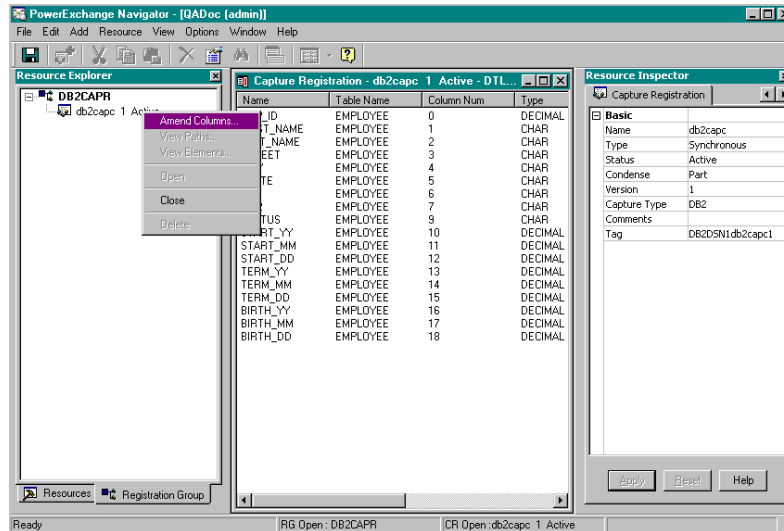 PowerExchange Navigator - [QADoc (admin)]
File Edit Add Resource View Options Window Help
Resource Explorer
DB2CAPR
db2capc 1 Active
Amend Columns...
View Paths...
View Elements...
Open
Close
Delete
Resources
Registration Group
Capture Registration - db2capc 1 Active - DTL...
Name Table Name Column Num Type
_ID EMPLOYEE 0 DECIMAL
ST_NAME EMPLOYEE 1 CHAR
T_NAME EMPLOYEE 2 CHAR
EET EMPLOYEE 3 CHAR
EMPLOYEE 4 CHAR
TE EMPLOYEE 5 CHAR
EMPLOYEE 6 CHAR
EMPLOYEE 7 CHAR
TUS EMPLOYEE 9 CHAR
START_YY EMPLOYEE 10 DECIMAL
START_MM EMPLOYEE 11 DECIMAL
START_DD EMPLOYEE 12 DECIMAL
TERM_YY EMPLOYEE 13 DECIMAL
TERM_MM EMPLOYEE 14 DECIMAL
TERM_DD EMPLOYEE 15 DECIMAL
BIRTH_YY EMPLOYEE 16 DECIMAL
BIRTH_MM EMPLOYEE 17 DECIMAL
BIRTH_DD EMPLOYEE 18 DECIMAL
Resource Inspector
Capture Registration
Basic
Name db2capc
Type Synchronous
Status Active
Condense Part
Version 1
Capture Type DB2
Comments
Tag DB2DSN1db2capc1
Apply Reset Help
Ready RG Open : DB2CAPR CR Open :db2capc 1 Active